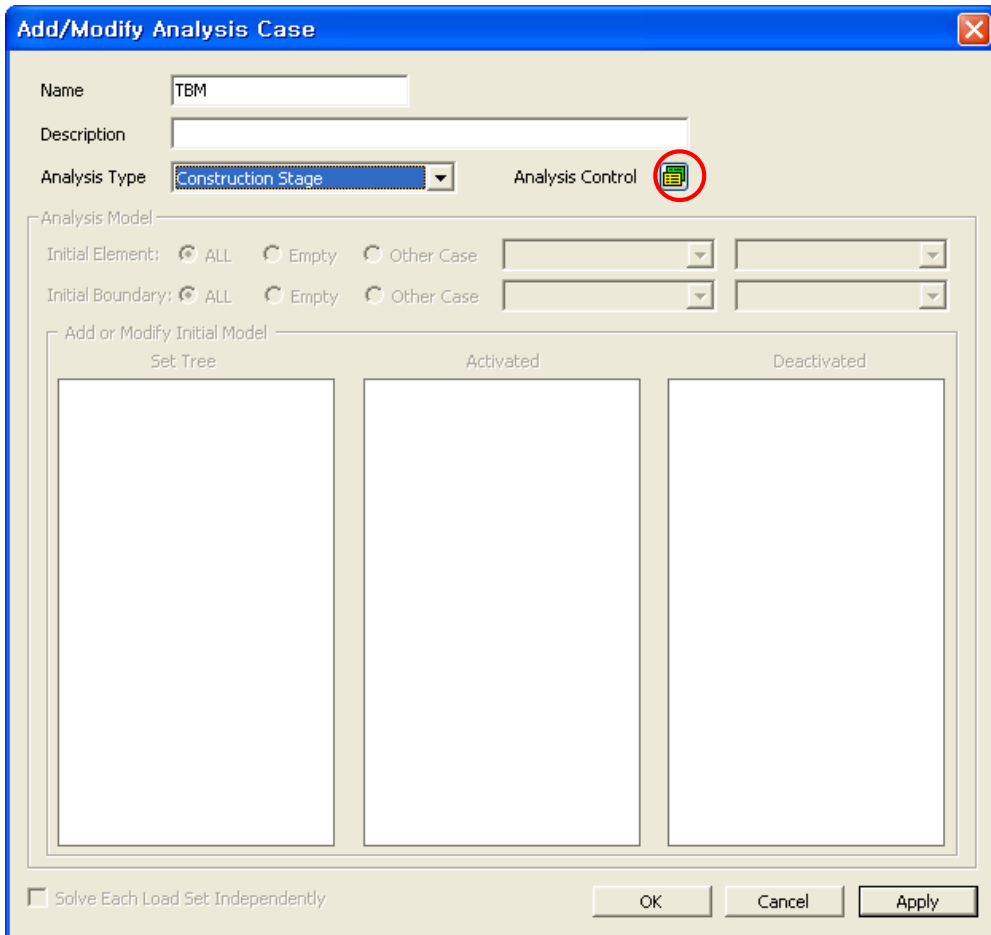 Add/Modify Analysis Case
Name TBM
Description
Analysis Type Construction Stage Analysis Control
Analysis Model
Initial Element: ALL Empty Other Case
Initial Boundary: ALL Empty Other Case
Add or Modify Initial Model
Set Tree Activated Deactivated
Solve Each Load Set Independently OK Cancel Apply